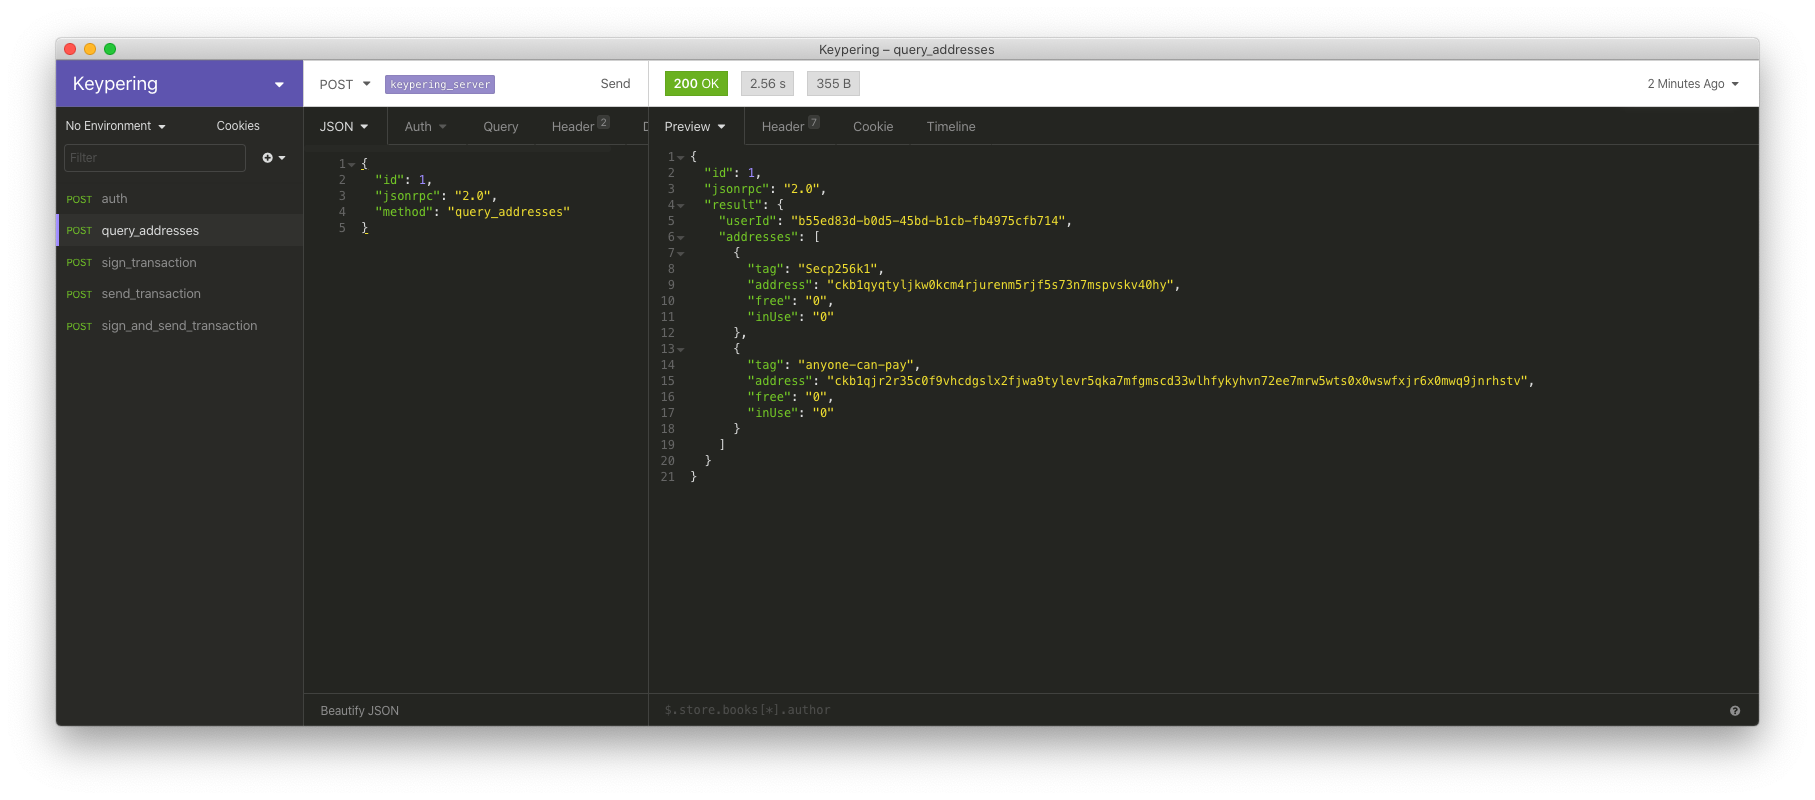 Keypering – query_addresses
Keypering
POST keypering_server Send
200 OK 2.56 s 355 B 2 Minutes Ago
No Environment Cookies
Filter
POST auth
POST query_addresses
POST sign_transaction
POST send_transaction
POST sign_and_send_transaction
JSON Auth Query Header 2
1 {
2 "id": 1,
3 "jsonrpc": "2.0",
4 "method": "query_addresses"
5 }
Beautify JSON
Preview Header 7 Cookie Timeline
1 {
2 "id": 1,
3 "jsonrpc": "2.0",
4 "result": {
5 "userId": "b55ed83d-b0d5-45bd-b1cb-fb4975cfb714",
6 "addresses": [
7 {
8 "tag": "Secp256k1",
9 "address": "ckb1qyqtyljkw0kcm4rjurenm5rjf5s73n7mspvskv40hy",
10 "free": "0",
11 "inUse": "0"
12 },
13 {
14 "tag": "anyone-can-pay",
15 "address": "ckb1qjr2r35c0f9vhcdgslx2fjwa9tylevr5qka7mfgmscd33wlhfykyhvn72ee7mrw5wts0x0wswfxjr6x0mwq9jnrhstv",
16 "free": "0",
17 "inUse": "0"
18 }
19 ]
20 }
21 }
$.store.books[*].author